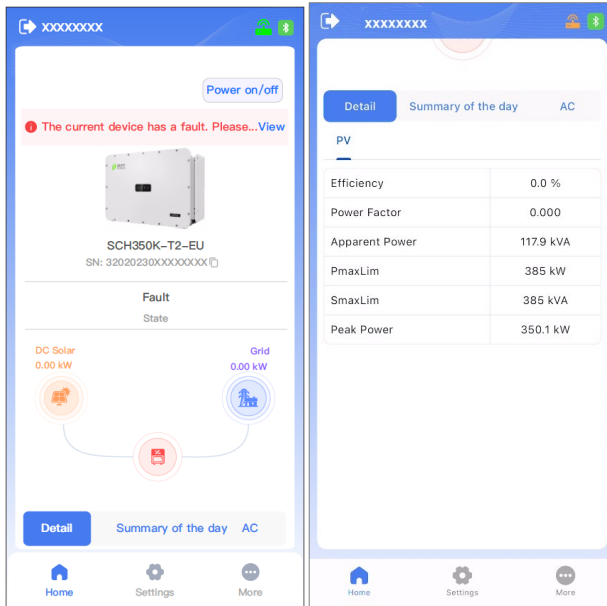 XXXXXXXX
Power on/off
The current device has a fault. Please...View
SCH350K-T2-EU
SN: 32020230XXXXXXXX
Fault
State
DC Solar
0.00 kW
Grid
0.00 kW
Detail Summary of the day AC
Home Settings More
XXXXXXXX
Detail Summary of the day AC
PV
Efficiency 0.0 %
Power Factor 0.000
Apparent Power 117.9 kVA
PmaxLim 385 kW
SmaxLim 385 kVA
Peak Power 350.1 kW
Home Settings More